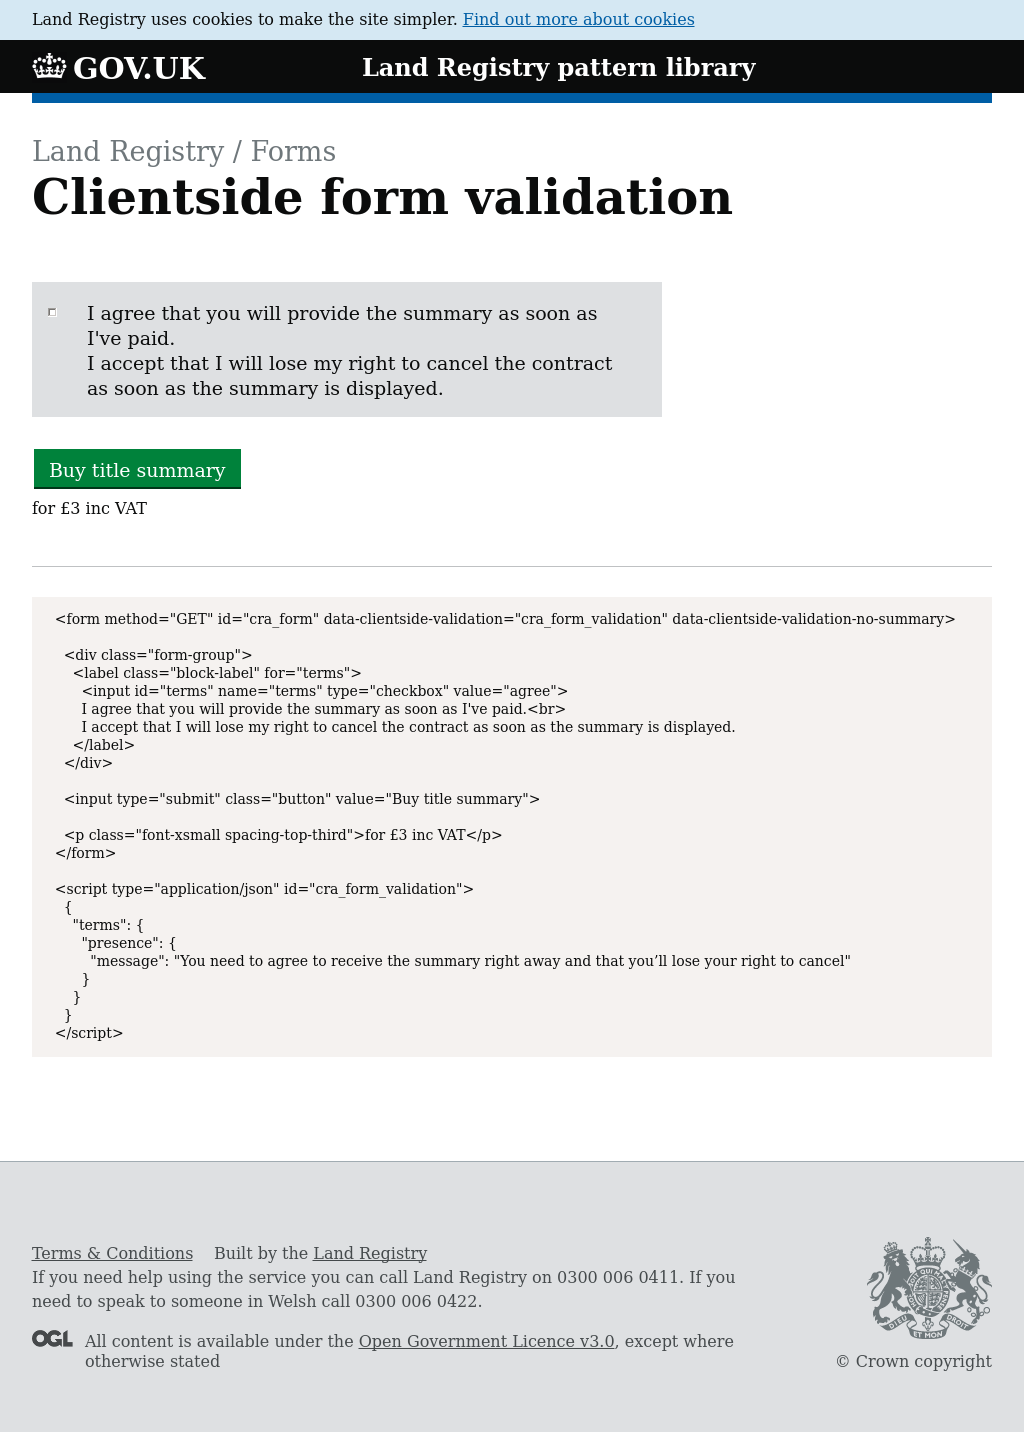 Land Registry uses cookies to make the site simpler. Find out more about cookies
GOV.UK
Land Registry pattern library
Land Registry / Forms
Clientside form validation
I agree that you will provide the summary as soon as
I've paid.
I accept that I will lose my right to cancel the contract
as soon as the summary is displayed.
Buy title summary
for £3 inc VAT
<form method="GET" id="cra_form" data-clientside-validation="cra_form_validation" data-clientside-validation-no-summary>
<div class="form-group">
<label class="block-label" for="terms">
<input id="terms" name="terms" type="checkbox" value="agree">
I agree that you will provide the summary as soon as I've paid.<br>
I accept that I will lose my right to cancel the contract as soon as the summary is displayed.
</label>
</div>
<input type="submit" class="button" value="Buy title summary">
<p class="font-xsmall spacing-top-third">for £3 inc VAT</p>
</form>
<script type="application/json" id="cra_form_validation">
{
"terms": {
"presence": {
"message": "You need to agree to receive the summary right away and that you’ll lose your right to cancel"
}
}
}
</script>
Terms & Conditions Built by the Land Registry
If you need help using the service you can call Land Registry on 0300 006 0411. If you
need to speak to someone in Welsh call 0300 006 0422.
OGL
All content is available under the Open Government Licence v3.0, except where
otherwise stated
© Crown copyright